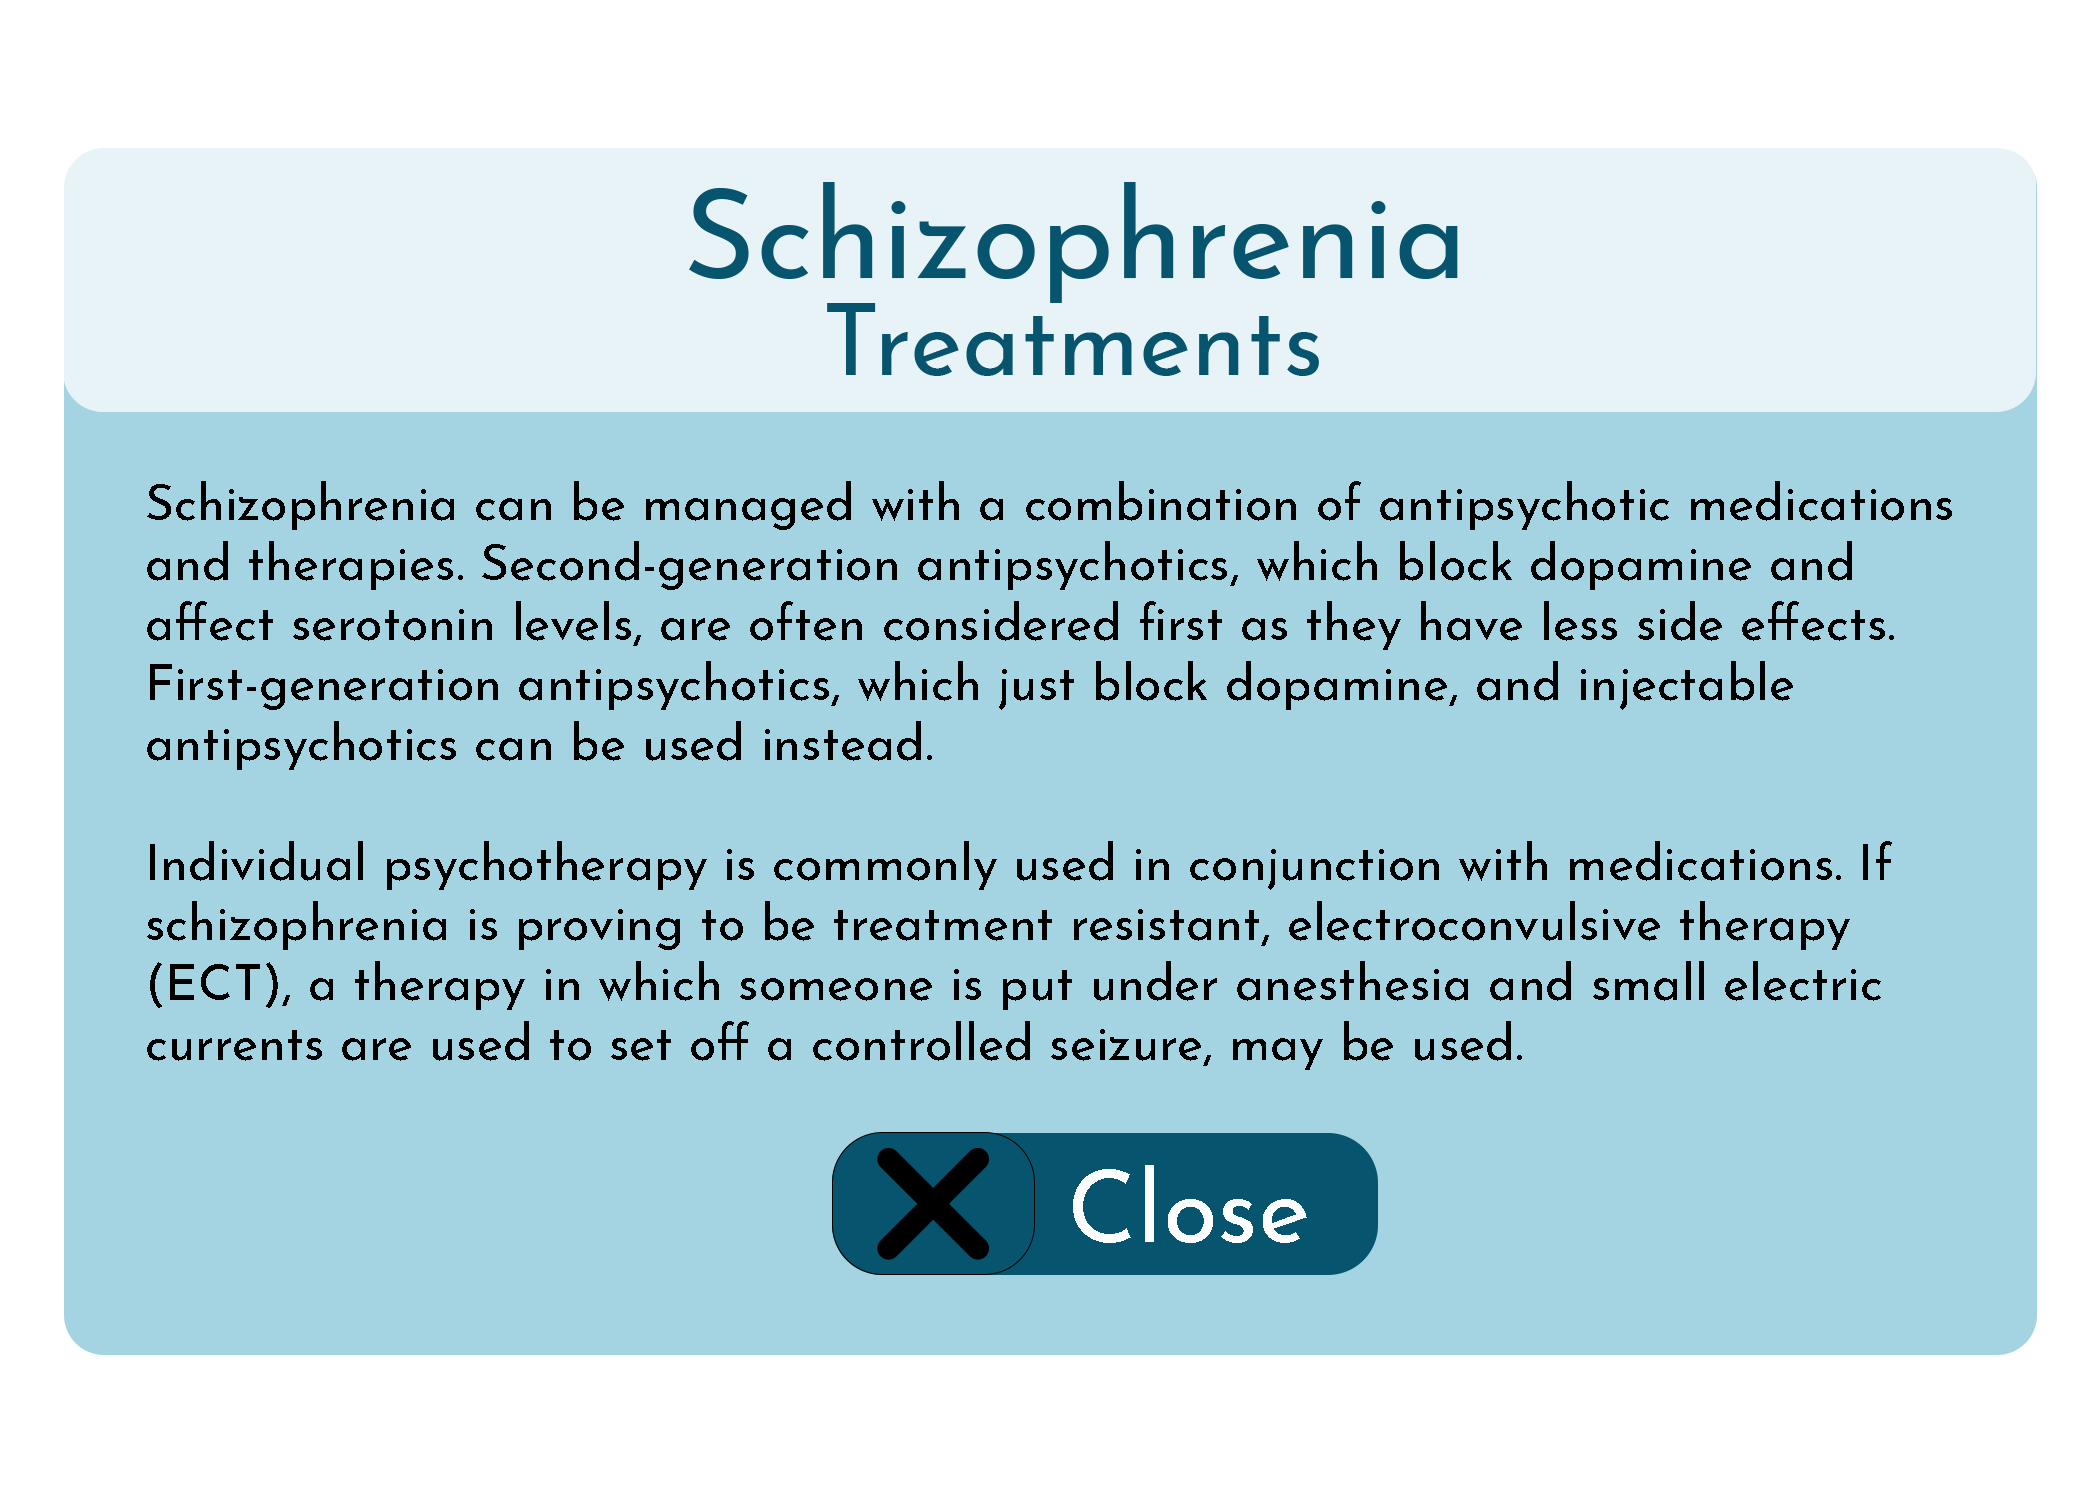 Schizophrenia
Treatments
Schizophrenia can be managed with a combination of antipsychotic medications
and therapies. Second-generation antipsychotics, which block dopamine and
affect serotonin levels, are often considered first as they have less side effects.
First-generation antipsychotics, which just block dopamine, and injectable
antipsychotics can be used instead.
Individual psychotherapy is commonly used in conjunction with medications. If
schizophrenia is proving to be treatment resistant, electroconvulsive therapy
(ECT), a therapy in which someone is put under anesthesia and small electric
currents are used to set off a controlled seizure, may be used.
Close